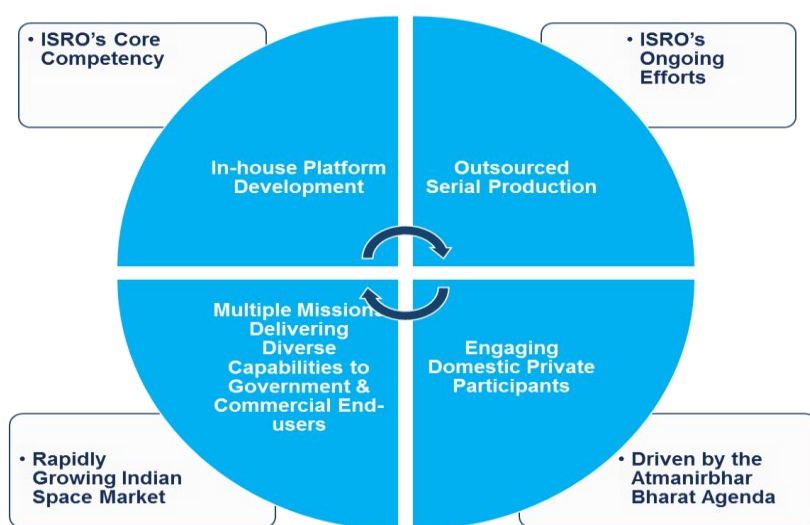 • ISRO's Core
Competency
• ISRO's
Ongoing
Efforts
In-house Platform
Development
Outsourced
Serial Production
Multiple Missions
Delivering
Diverse
Capabilities to
Government &
Commercial End-
users
Engaging
Domestic Private
Participants
• Rapidly
Growing Indian
Space Market
• Driven by the
Atmanirbhar
Bharat Agenda